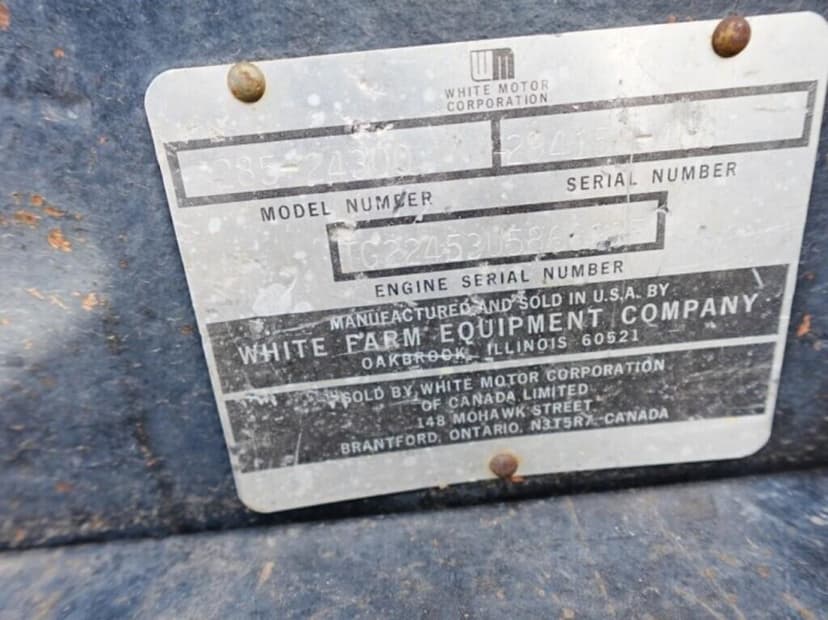 WM
WHITE MOTOR
CORPORATION
MODEL NUMBER
SERIAL NUMBER
ENGINE SERIAL NUMBER
MANUFACTURED AND SOLD IN U.S.A. BY
WHITE FARM EQUIPMENT COMPANY
OAKBROOK, ILLINOIS 60521
SOLD BY WHITE MOTOR CORPORATION
OF CANADA LIMITED
148 MOHAWK STREET
BRANTFORD, ONTARIO, N3T5R7 CANADA